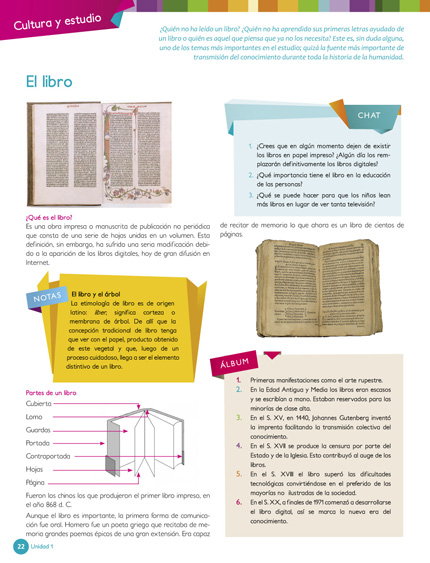 Cultura y estudio
¿Quién no ha leído un libro? ¿Quién no ha aprendido sus primeras letras ayudado de
un libro o quién es aquel que piensa que ya no los necesita? Este es, sin duda alguna,
uno de los temas más importantes en el estudio; quizá la fuente más importante de
transmisión del conocimiento durante toda la historia de la humanidad.
El libro
¿Qué es el libro?
Es una obra impresa o manuscrita de publicación no periódica
que consta de una serie de hojas unidas en un volumen. Esta
definición, sin embargo, ha sufrido una seria modificación debi-
do a la aparición de los libros digitales, hoy de gran difusión en
Internet.
NOTAS
El libro y el árbol
La etimología de libro es de origen
latino: liber, significa corteza o
membrana de árbol. De allí que la
concepción tradicional de libro tenga
que ver con el papel, producto obtenido
de este vegetal y que, luego de un
proceso cuidadoso, llega a ser el elemento
distintivo de un libro.
Partes de un libro
Cubierta
Lomo
Guardas
Portada
Contraportada
Hojas
Página
Fueron los chinos los que produjeron el primer libro impreso, en
el año 868 d. C.
Aunque el libro es importante, la primera forma de comunica-
ción fue oral. Homero fue un poeta griego que recitaba de me-
moria grandes poemas épicos de una gran extensión. Era capaz
22 Unidad 1
CHAT
1. ¿Crees que en algún momento dejen de existir
los libros en papel impreso? ¿Algún día los rem-
plazarán definitivamente los libros digitales?
2. ¿Qué importancia tiene el libro en la educación
de las personas?
3. ¿Qué se puede hacer para que los niños lean
más libros en lugar de ver tanta televisión?
de recitar de memoria lo que ahora es un libro de cientos de
páginas.
ÁLBUM
1. Primeras manifestaciones como el arte rupestre.
2. En la Edad Antigua y Media los libros eran escasos
y se escribían a mano. Estaban reservados para las
minorías de clase alta.
3. En el S. XV, en 1440, Johannes Gutenberg inventó
la imprenta facilitando la transmisión colectiva del
conocimiento.
4. En el S. XVII se produce la censura por parte del
Estado y de la Iglesia. Esto contribuyó al auge de los
libros.
5. En el S. XVIII el libro superó las dificultades
tecnológicas convirtiéndose en el preferido de las
mayorías no ilustradas de la sociedad.
6. En el S. XX, a finales de 1971 comenzó a desarrollarse
el libro digital, así se marca la nueva era del
conocimiento.